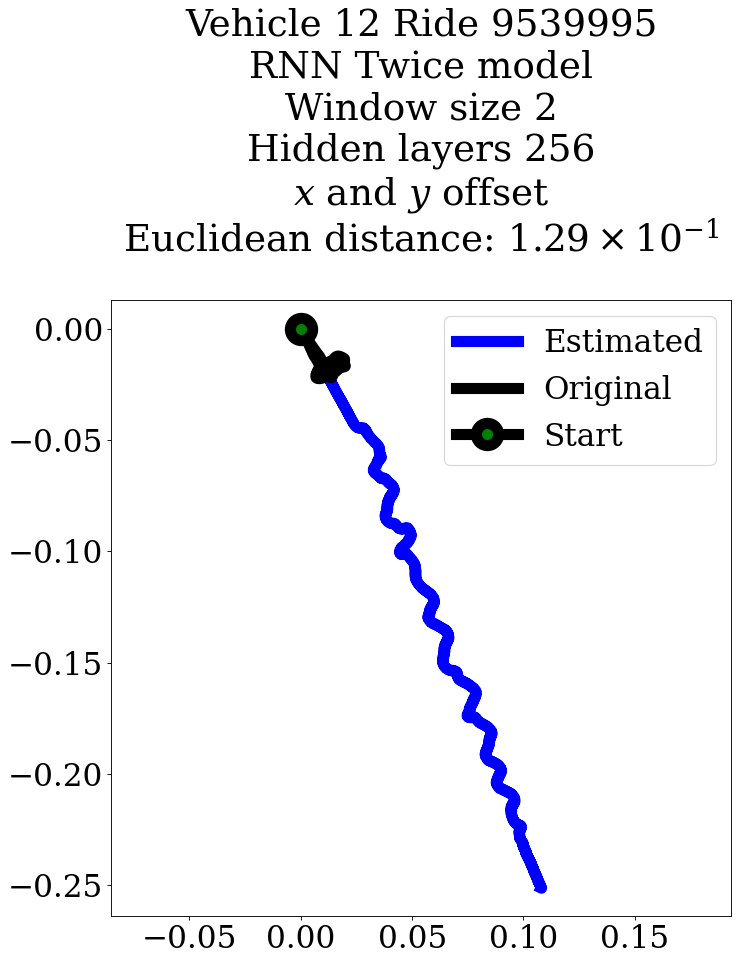 Vehicle 12 Ride 9539995
RNN Twice model
Window size 2
Hidden layers 256
x and y offset
Euclidean distance: 1.29 × 10⁻¹
Estimated
Original
Start
0.00
−0.05
−0.10
−0.15
−0.20
−0.25
−0.05 0.00 0.05 0.10 0.15